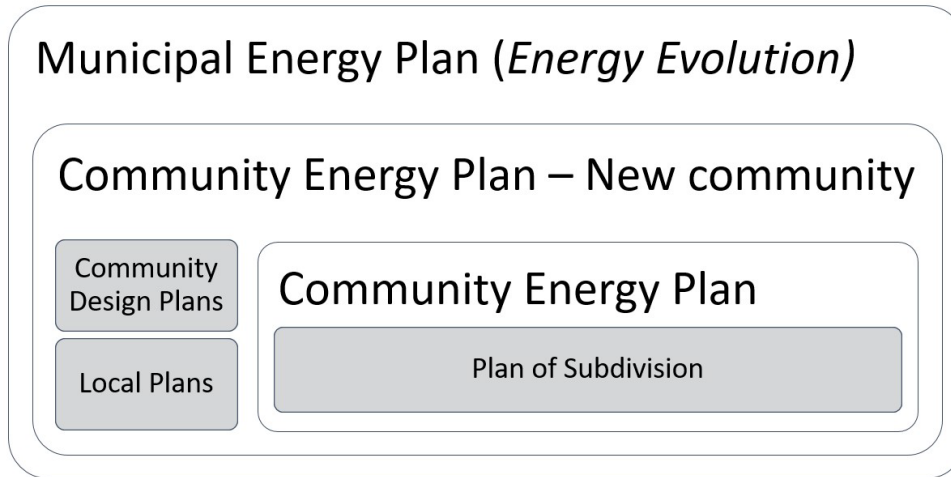 Municipal Energy Plan (Energy Evolution)
Community Energy Plan – New community
Community
Design Plans
Local Plans
Community Energy Plan
Plan of Subdivision